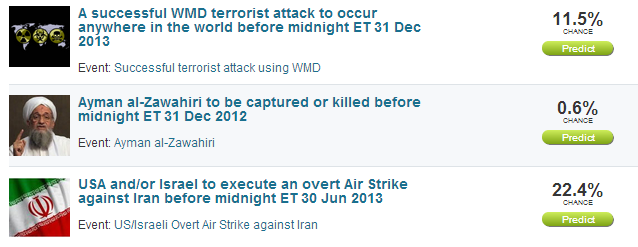 A successful WMD terrorist attack to occur
anywhere in the world before midnight ET 31 Dec
2013
Event: Successful terrorist attack using WMD
11.5%
CHANCE
Predict
Ayman al-Zawahiri to be captured or killed before
midnight ET 31 Dec 2012
Event: Ayman al-Zawahiri
0.6%
CHANCE
Predict
USA and/or Israel to execute an overt Air Strike
against Iran before midnight ET 30 Jun 2013
Event: US/Israeli Overt Air Strike against Iran
22.4%
CHANCE
Predict